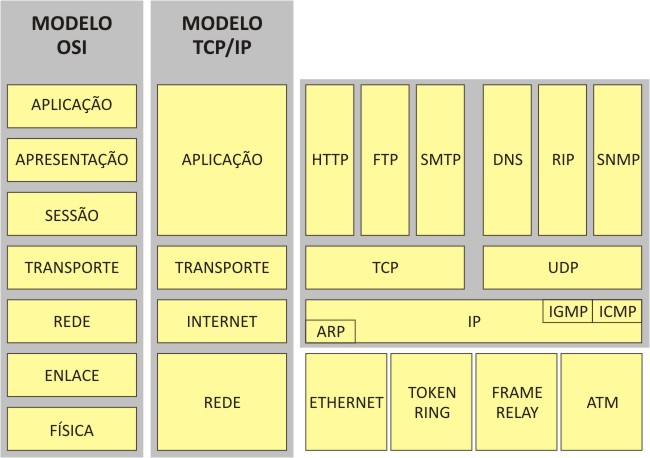 MODELO
OSI
MODELO
TCP/IP
APLICAÇÃO
APRESENTAÇÃO
SESSÃO
TRANSPORTE
REDE
ENLACE
FÍSICA
APLICAÇÃO
TRANSPORTE
INTERNET
REDE
HTTP
FTP
SMTP
DNS
RIP
SNMP
TCP
UDP
IP
IGMP
ICMP
ARP
ETHERNET
TOKEN
RING
FRAME
RELAY
ATM